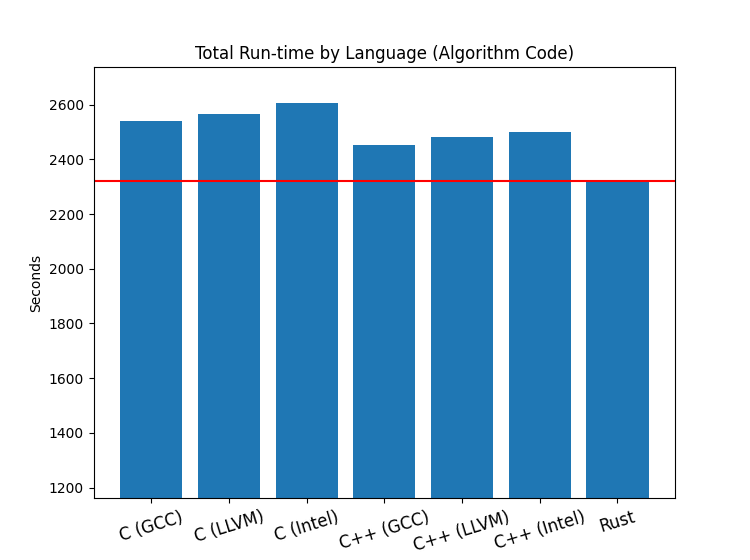 Total Run-time by Language (Algorithm Code)
2600
2400
2200
2000
1800
1600
1400
1200
Seconds
C (GCC)
C (LLVM)
C (Intel)
C++ (GCC)
C++ (LLVM)
C++ (Intel)
Rust